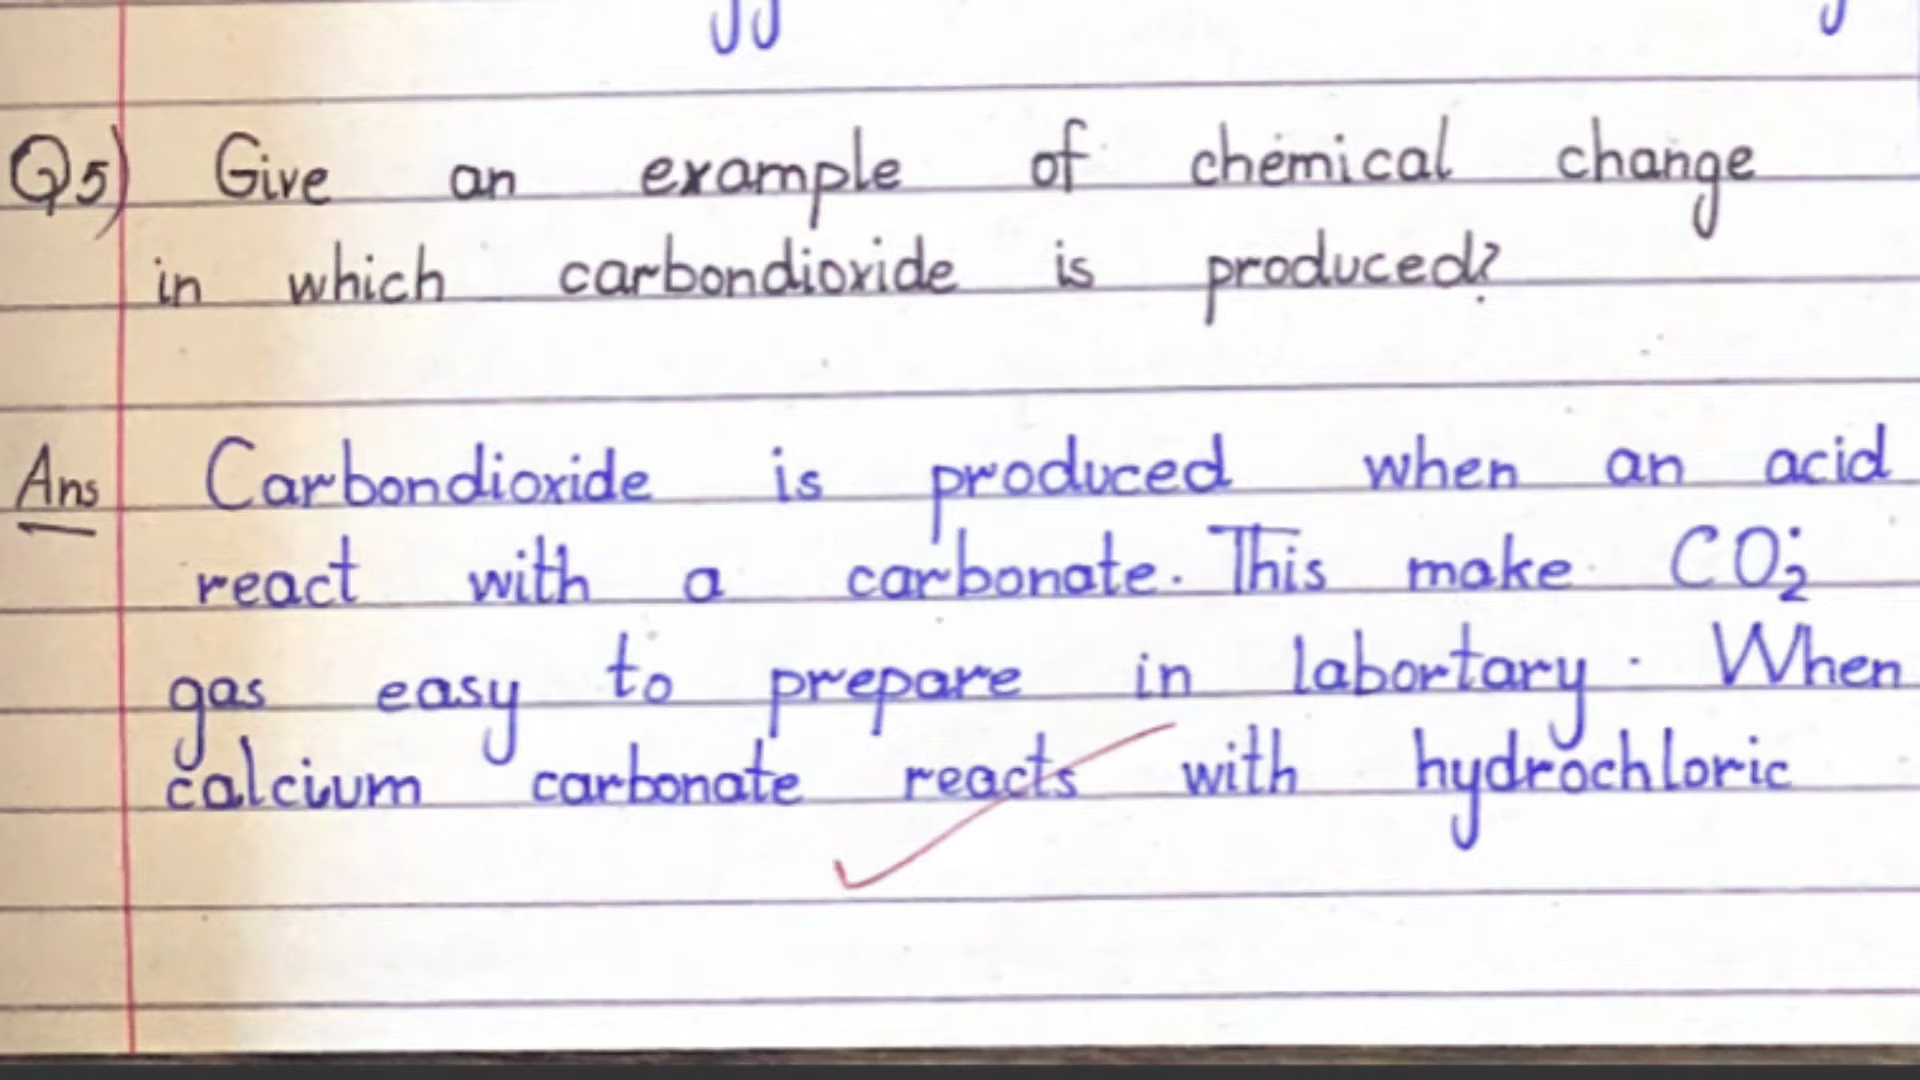 Q5) Give an example of chemical change
in which carbondioxide is produced?
Ans Carbondioxide is produced when an acid
react with a carbonate. This make CO₂
gas easy to prepare in labortary. When
calcium carbonate reacts with hydrochloric